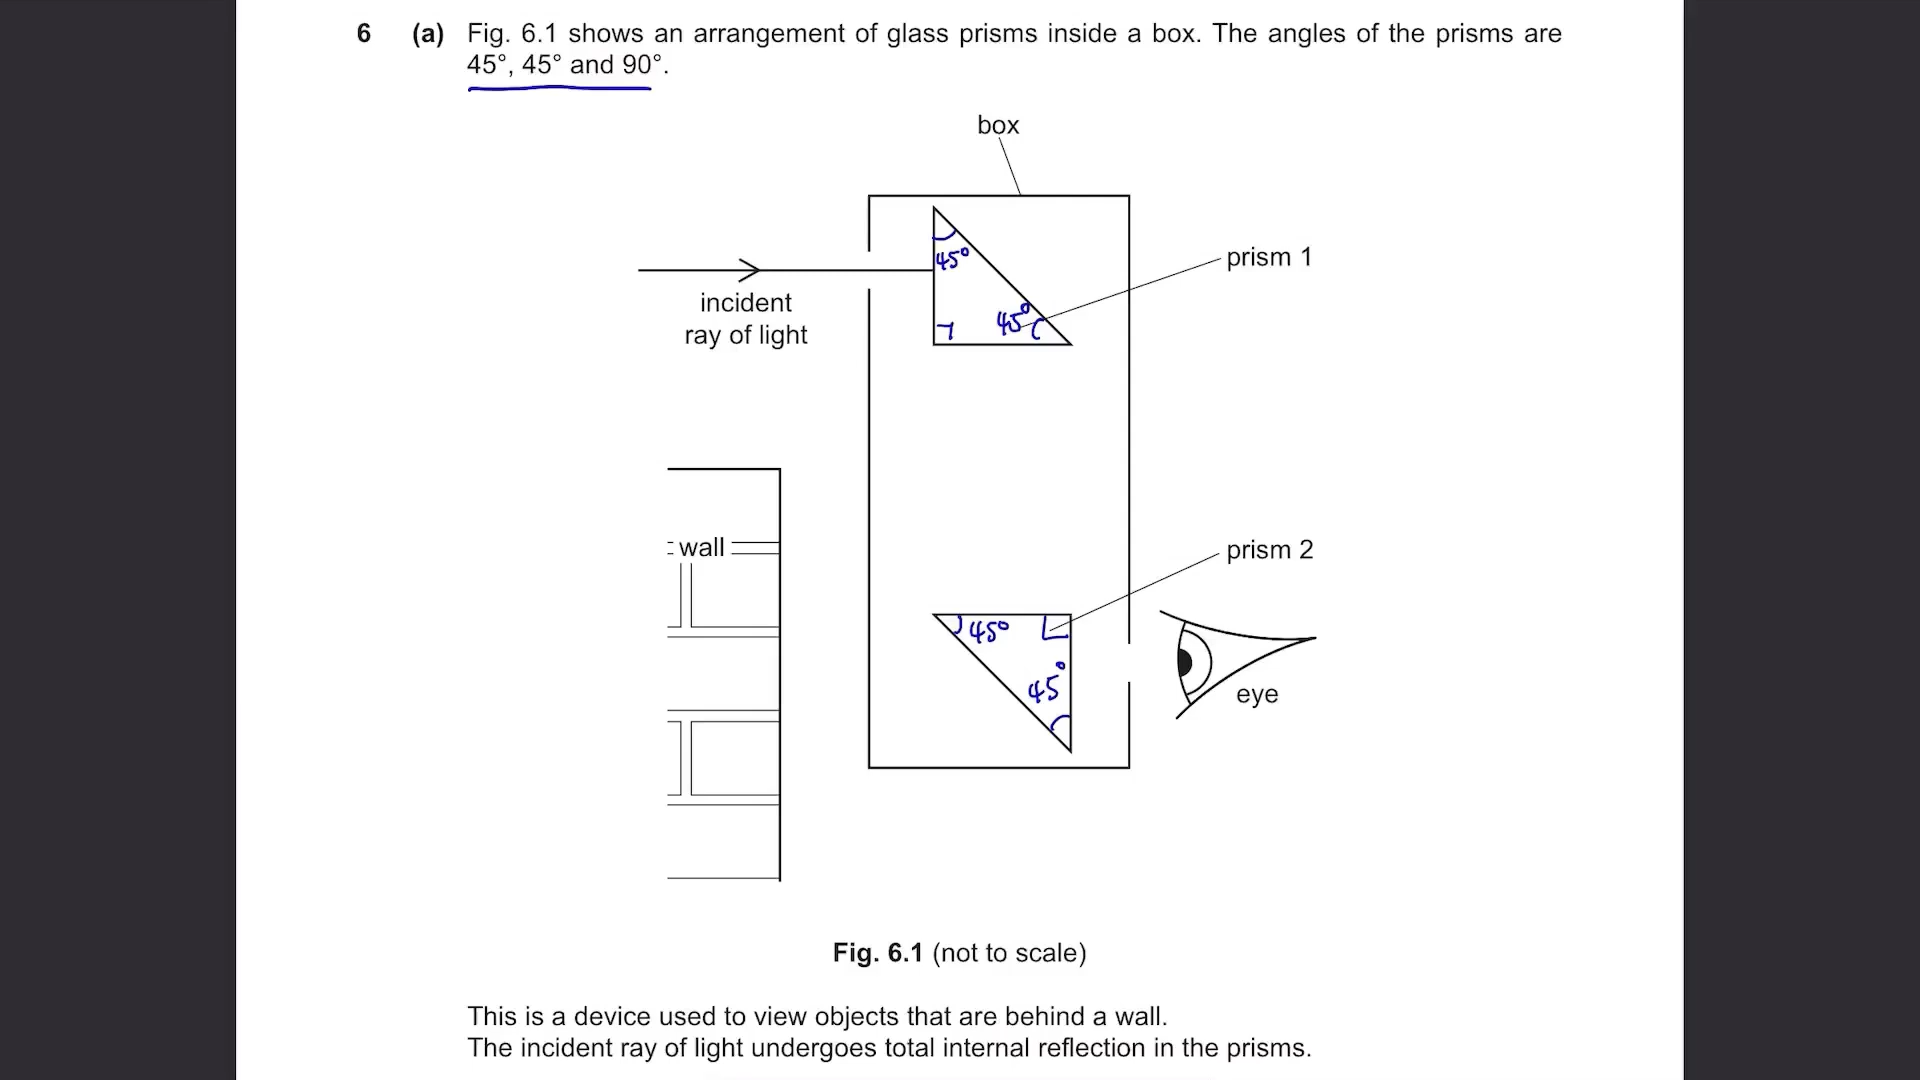 6 (a) Fig. 6.1 shows an arrangement of glass prisms inside a box. The angles of the prisms are
45°, 45° and 90°.
box
45°
prism 1
incident
ray of light
45°
wall
prism 2
45°
45°
eye
Fig. 6.1 (not to scale)
This is a device used to view objects that are behind a wall.
The incident ray of light undergoes total internal reflection in the prisms.